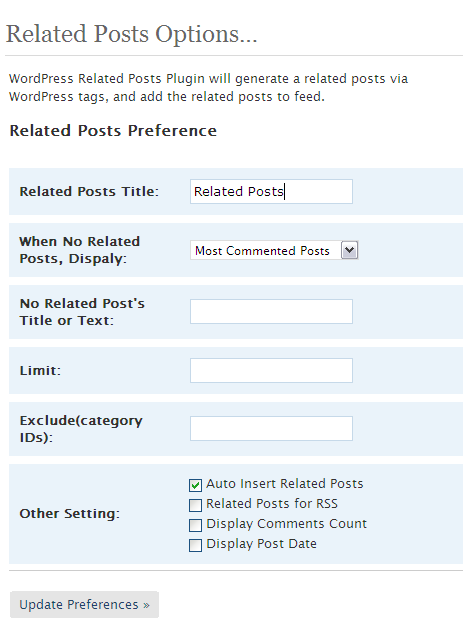 Related Posts Options...
WordPress Related Posts Plugin will generate a related posts via
WordPress tags, and add the related posts to feed.
Related Posts Preference
Related Posts Title:
Related Posts
When No Related
Posts, Dispaly:
Most Commented Posts
No Related Post's
Title or Text:
Limit:
Exclude(category
IDs):
Other Setting:
Auto Insert Related Posts
Related Posts for RSS
Display Comments Count
Display Post Date
Update Preferences »